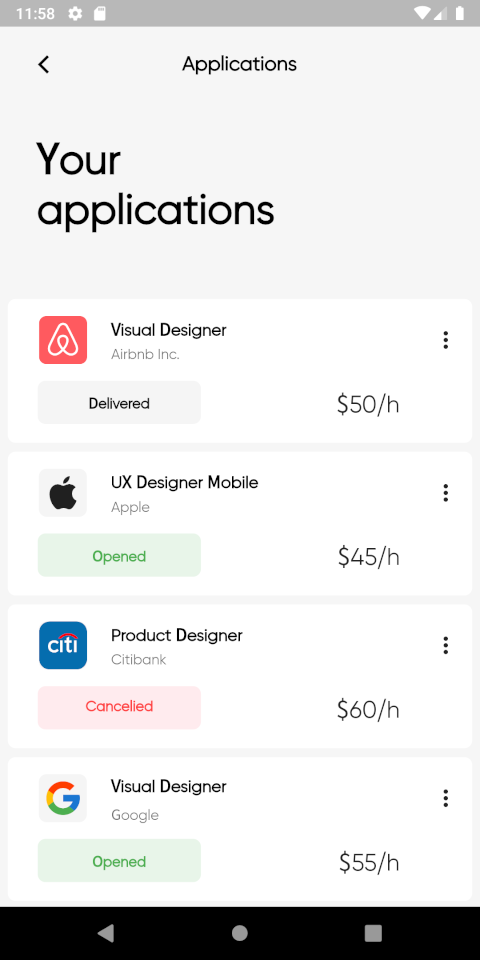 11:58
Applications
Your
applications
Visual Designer
Airbnb Inc.
Delivered
$50/h
UX Designer Mobile
Apple
Opened
$45/h
citi
Product Designer
Citibank
Cancelied
$60/h
Visual Designer
Google
Opened
$55/h